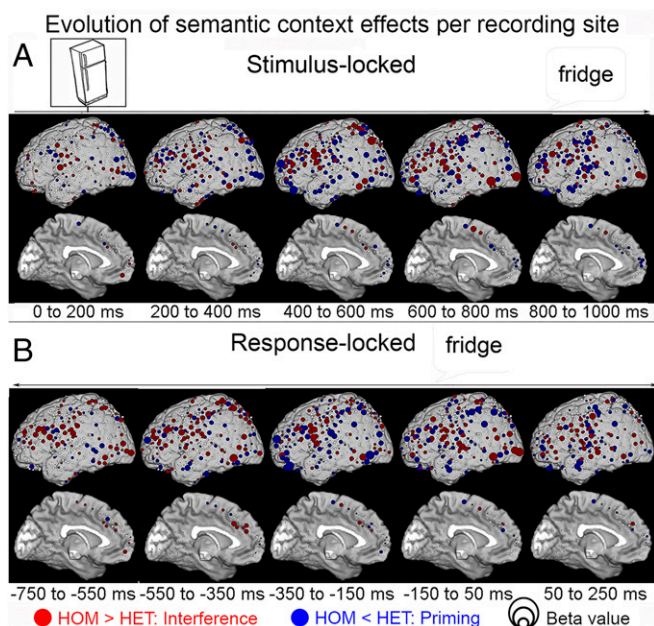 Evolution of semantic context effects per recording site
A
Stimulus-locked
fridge
0 to 200 ms 200 to 400 ms 400 to 600 ms 600 to 800 ms 800 to 1000 ms
B
Response-locked
fridge
-750 to -550 ms -550 to -350 ms -350 to -150 ms -150 to 50 ms 50 to 250 ms
HOM > HET: Interference HOM < HET: Priming Beta value